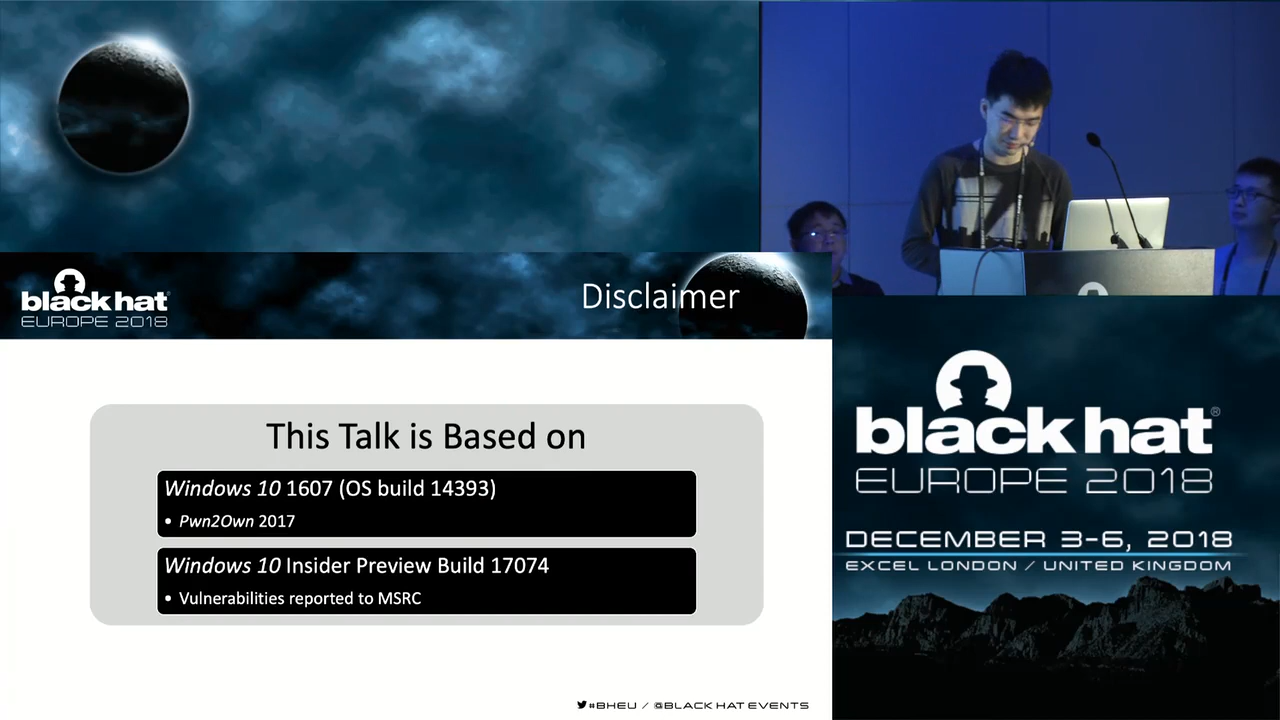 black hat
EUROPE 2018
Disclaimer
This Talk is Based on
Windows 10 1607 (OS build 14393)
• Pwn2Own 2017
Windows 10 Insider Preview Build 17074
• Vulnerabilities reported to MSRC
#BHEU / @BLACK HAT EVENTS
black hat®
EUROPE 2018
DECEMBER 3-6, 2018
EXCEL LONDON / UNITED KINGDOM